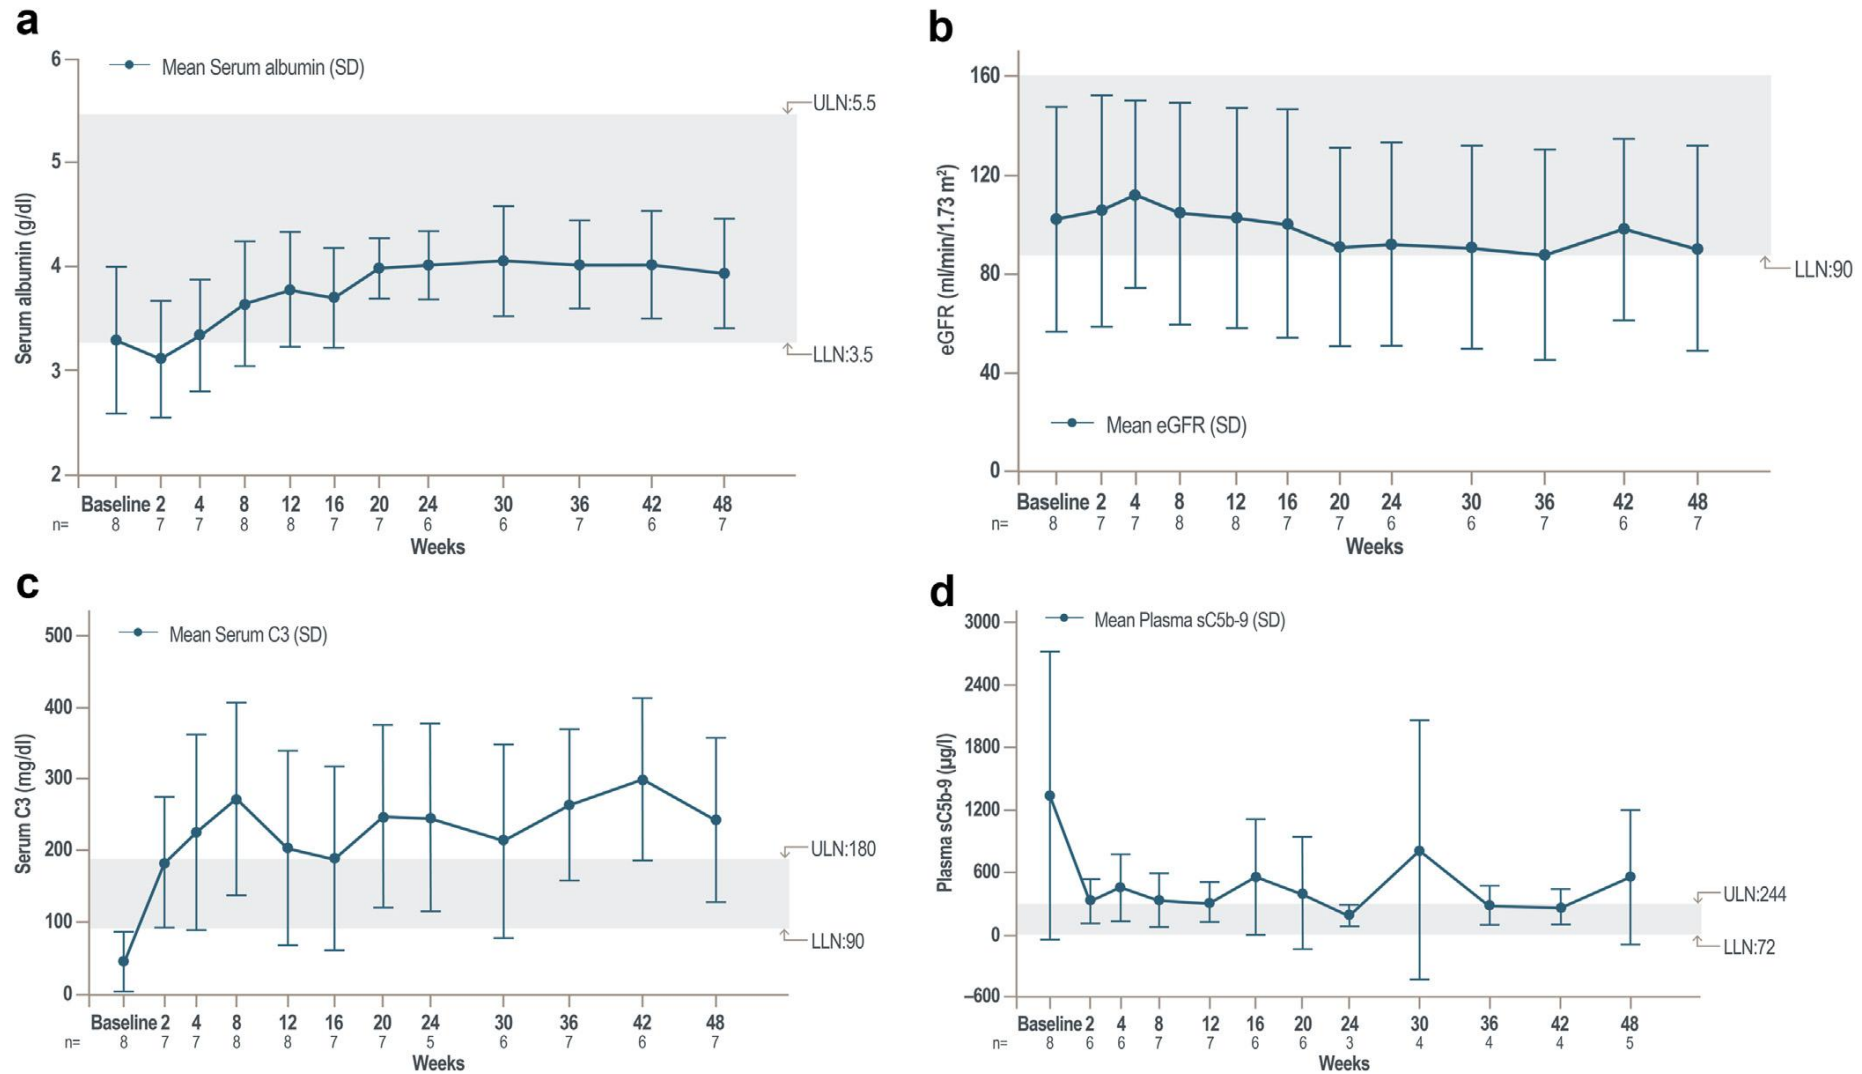 a
Mean Serum albumin (SD)
Serum albumin (g/dl)
6
5
4
3
2
ULN:5.5
LLN:3.5
Baseline 2 4 8 12 16 20 24 30 36 42 48
n= 8 7 7 8 8 7 7 6 6 7 6 7
Weeks
b
eGFR (ml/min/1.73 m²)
160
120
80
40
0
LLN:90
Mean eGFR (SD)
Baseline 2 4 8 12 16 20 24 30 36 42 48
n= 8 7 7 8 8 7 7 6 6 7 6 7
Weeks
c
Mean Serum C3 (SD)
Serum C3 (mg/dl)
500
400
300
200
100
0
ULN:180
LLN:90
Baseline 2 4 8 12 16 20 24 30 36 42 48
n= 8 7 7 8 8 7 7 5 6 7 6 7
Weeks
d
Mean Plasma sC5b-9 (SD)
Plasma sC5b-9 (µg/l)
3000
2400
1800
1200
600
0
–600
ULN:244
LLN:72
Baseline 2 4 8 12 16 20 24 30 36 42 48
n= 8 6 6 7 7 6 6 3 4 4 4 5
Weeks